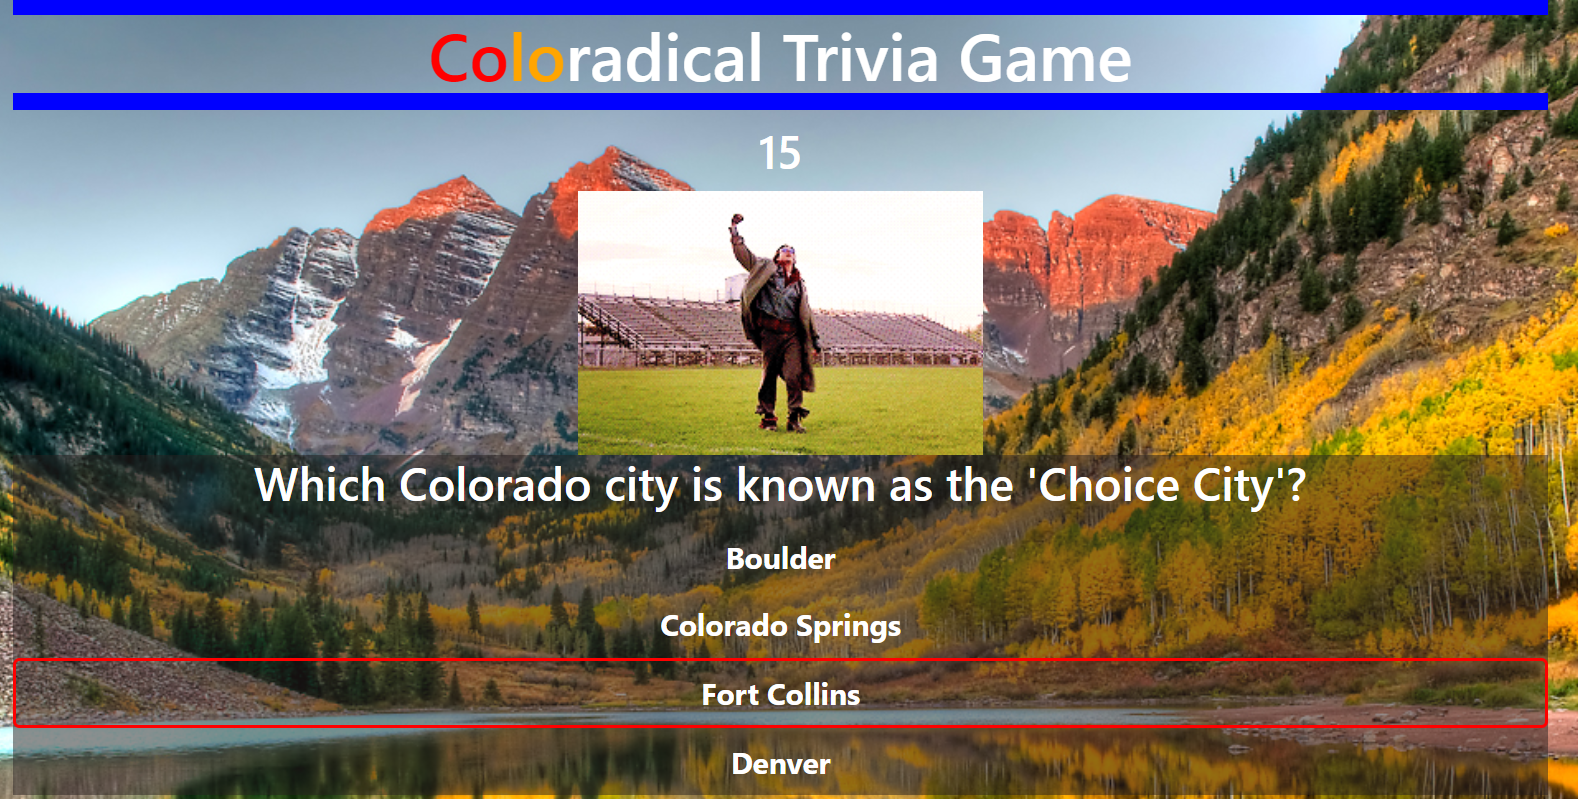 Coloradical Trivia Game
15
Which Colorado city is known as the 'Choice City'?
Boulder
Colorado Springs
Fort Collins
Denver